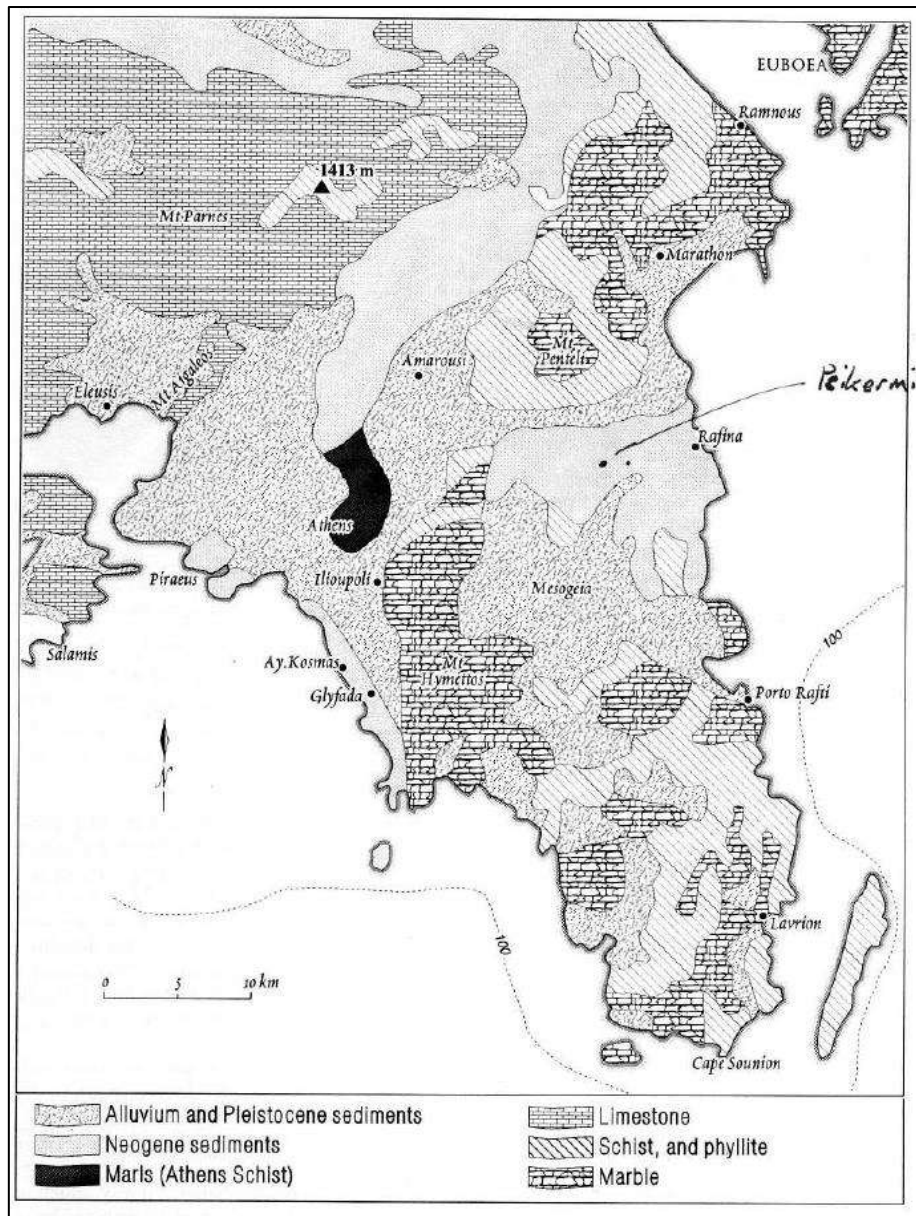 EUBOEA
Ramnous
1413 m
Mt Parnes
Marathon
Mt
Penteli
Amarousi
Mt Aigaleos
Eleusis
Peikermi
Rafina
Athens
Ilioupoli
Mesogeia
Piraeus
Salamis
100
Ay. Kosmas
Mt
Hymettos
Glyfada
Porto Rafti
N
Lavrion
100
0 5 10 km
Cape Sounion
Alluvium and Pleistocene sediments
Neogene sediments
Marls (Athens Schist)
Limestone
Schist, and phyllite
Marble